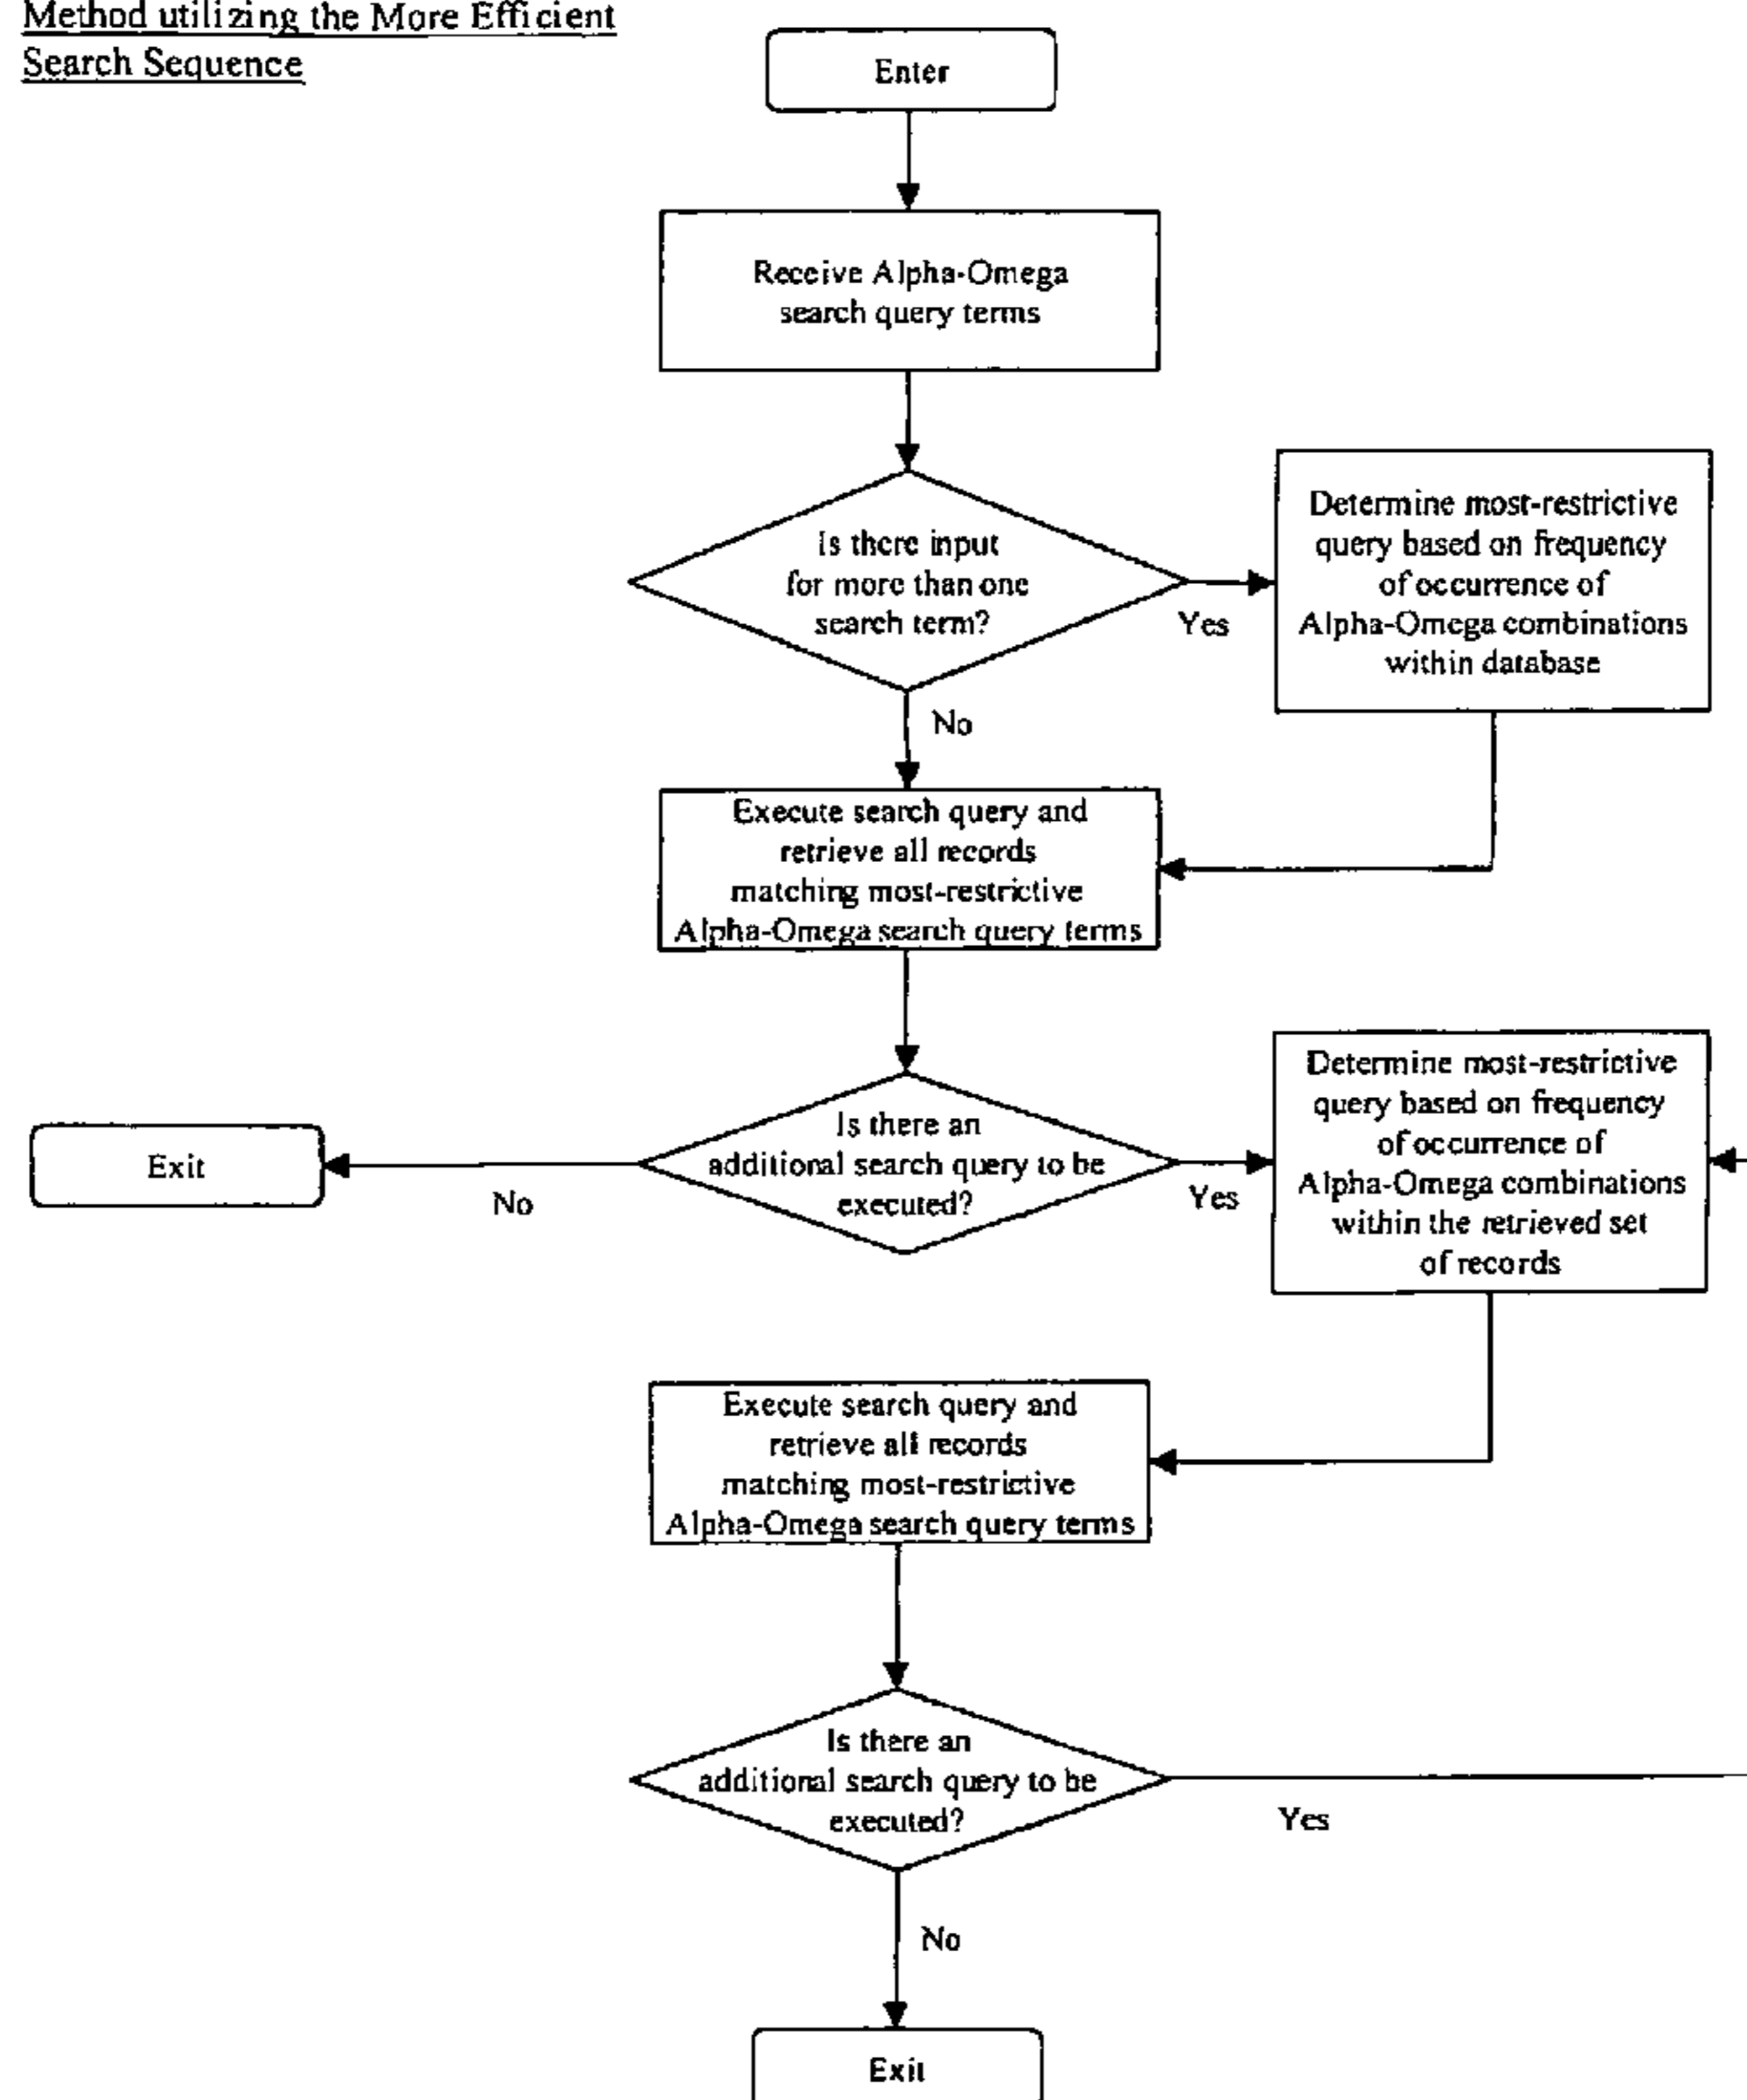 Method utilizing the More Efficient
Search Sequence
Enter
Receive Alpha-Omega
search query terms
Is there input
for more than one
search term?
Yes
Determine most-restrictive
query based on frequency
of occurrence of
Alpha-Omega combinations
within database
No
Execute search query and
retrieve all records
matching most-restrictive
Alpha-Omega search query terms
Is there an
additional search query to be
executed?
No
Exit
Yes
Determine most-restrictive
query based on frequency
of occurrence of
Alpha-Omega combinations
within the retrieved set
of records
Execute search query and
retrieve all records
matching most-restrictive
Alpha-Omega search query terms
Is there an
additional search query to be
executed?
Yes
No
Exit